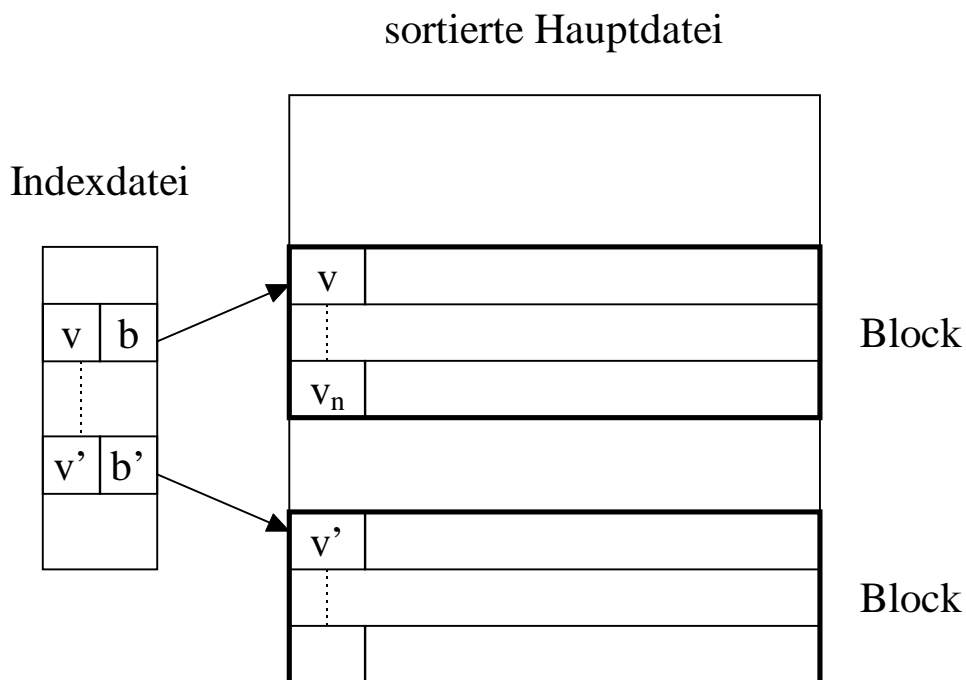 sortierte Hauptdatei
Indexdatei
v
v b
Block
vₙ
v’ b’
v’
Block